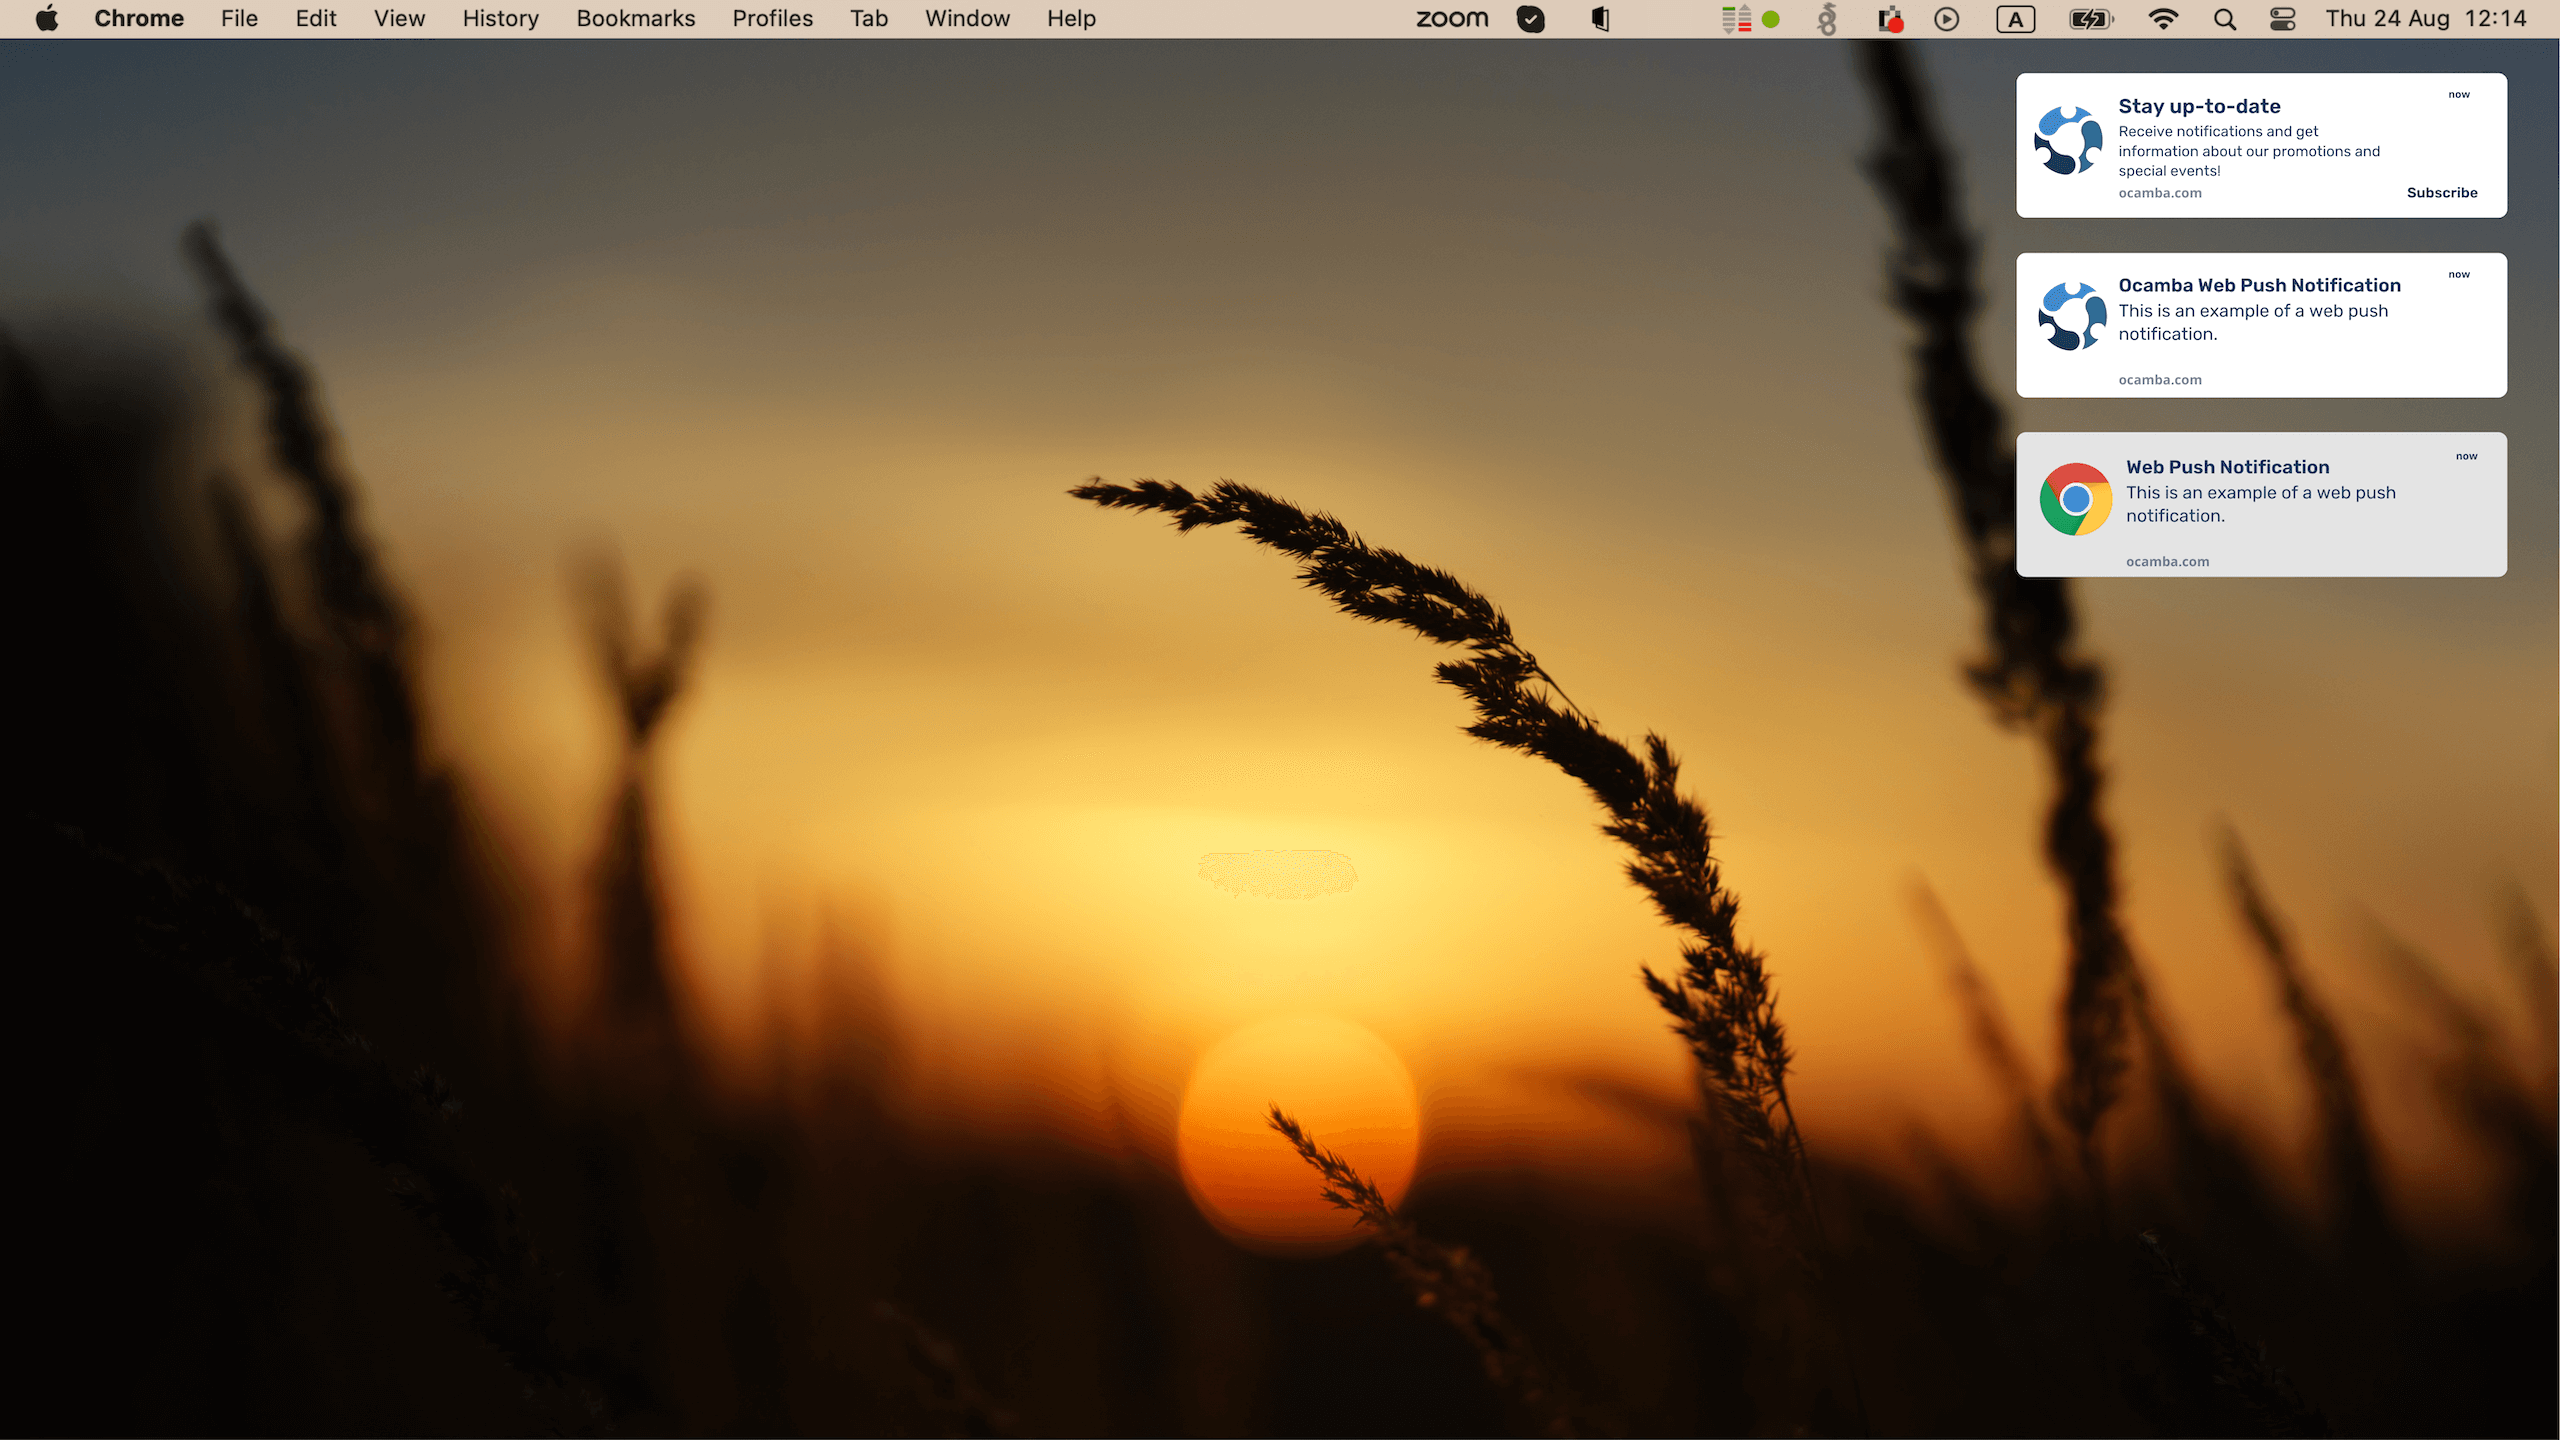 Chrome File Edit View History Bookmarks Profiles Tab Window Help zoom A Thu 24 Aug 12:14
Stay up-to-date now
Receive notifications and get
information about our promotions and
special events!
ocamba.com Subscribe
Ocamba Web Push Notification now
This is an example of a web push
notification.
ocamba.com
Web Push Notification now
This is an example of a web push
notification.
ocamba.com